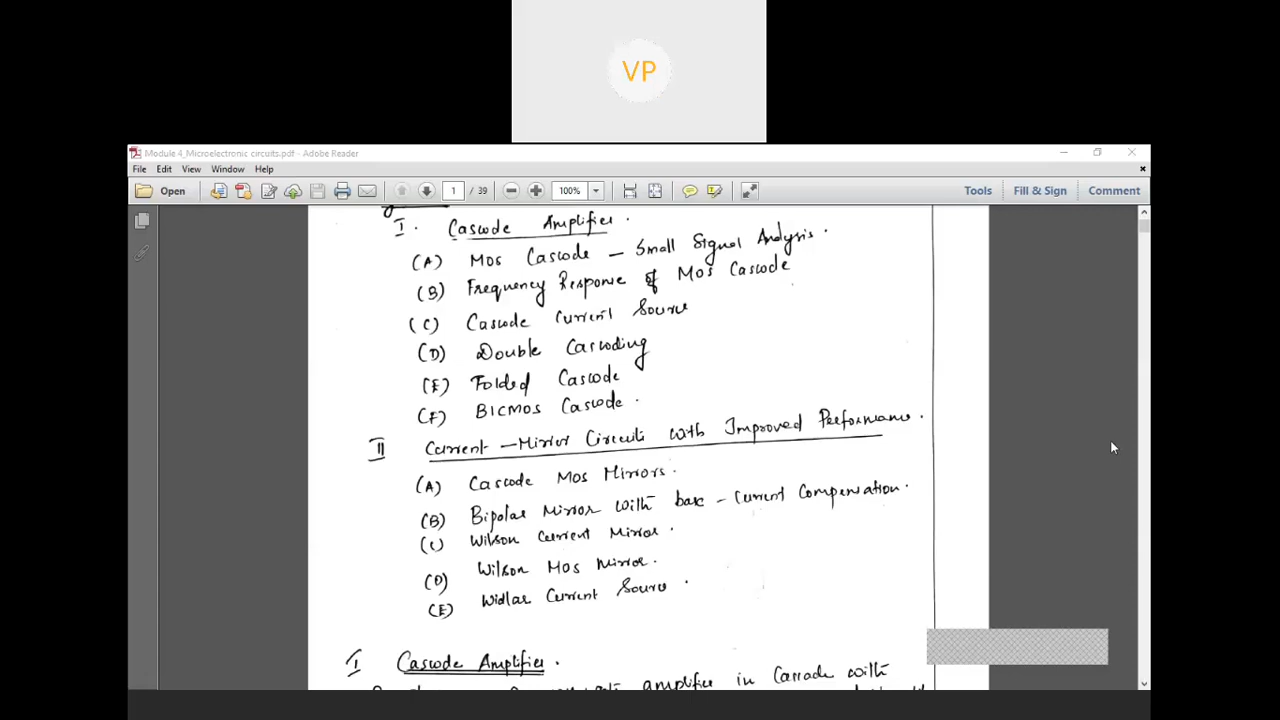 VP
Module 4_Microelectronic circuits.pdf - Adobe Reader
File Edit View Window Help
Open 1 / 39 100% Tools Fill & Sign Comment
I. Cascode Amplifier.
(A) Mos Cascode – Small Signal Analysis.
(B) Frequency Response of Mos Cascode
(C) Cascode Current Source
(D) Double Cascoding
(E) Folded Cascode
(F) BICMOS Cascode.
II Current – Mirror Circuits with Improved Performance.
(A) Cascode Mos Mirrors.
(B) Bipolar Mirror with base – Current Compensation.
(C) Wilson Current Mirror.
(D) Wilson Mos Mirror.
(E) Widlar Current Source.
I Cascode Amplifier.
amplifier in Cascade with